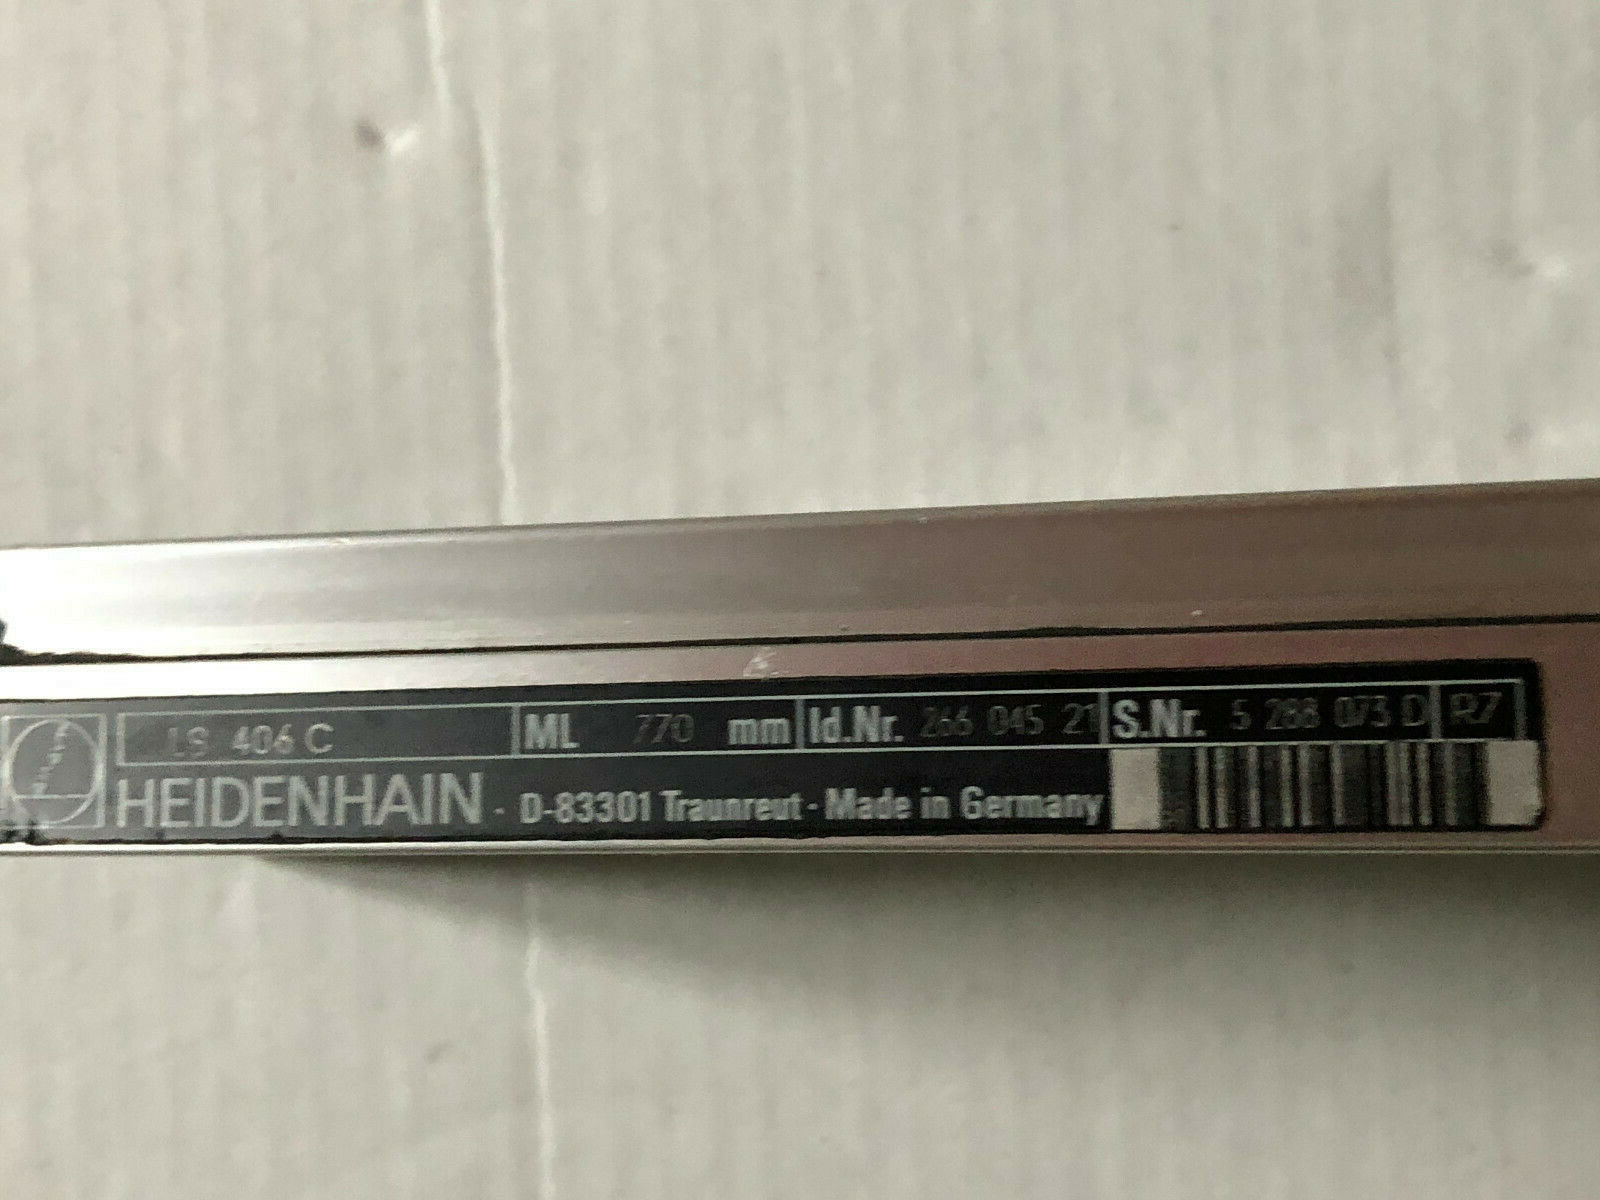 LS 406 C ML 770 mm Id.Nr. 266 045 21 S.Nr. 5 288 073 D R7
HEIDENHAIN · D-83301 Traunreut · Made in Germany